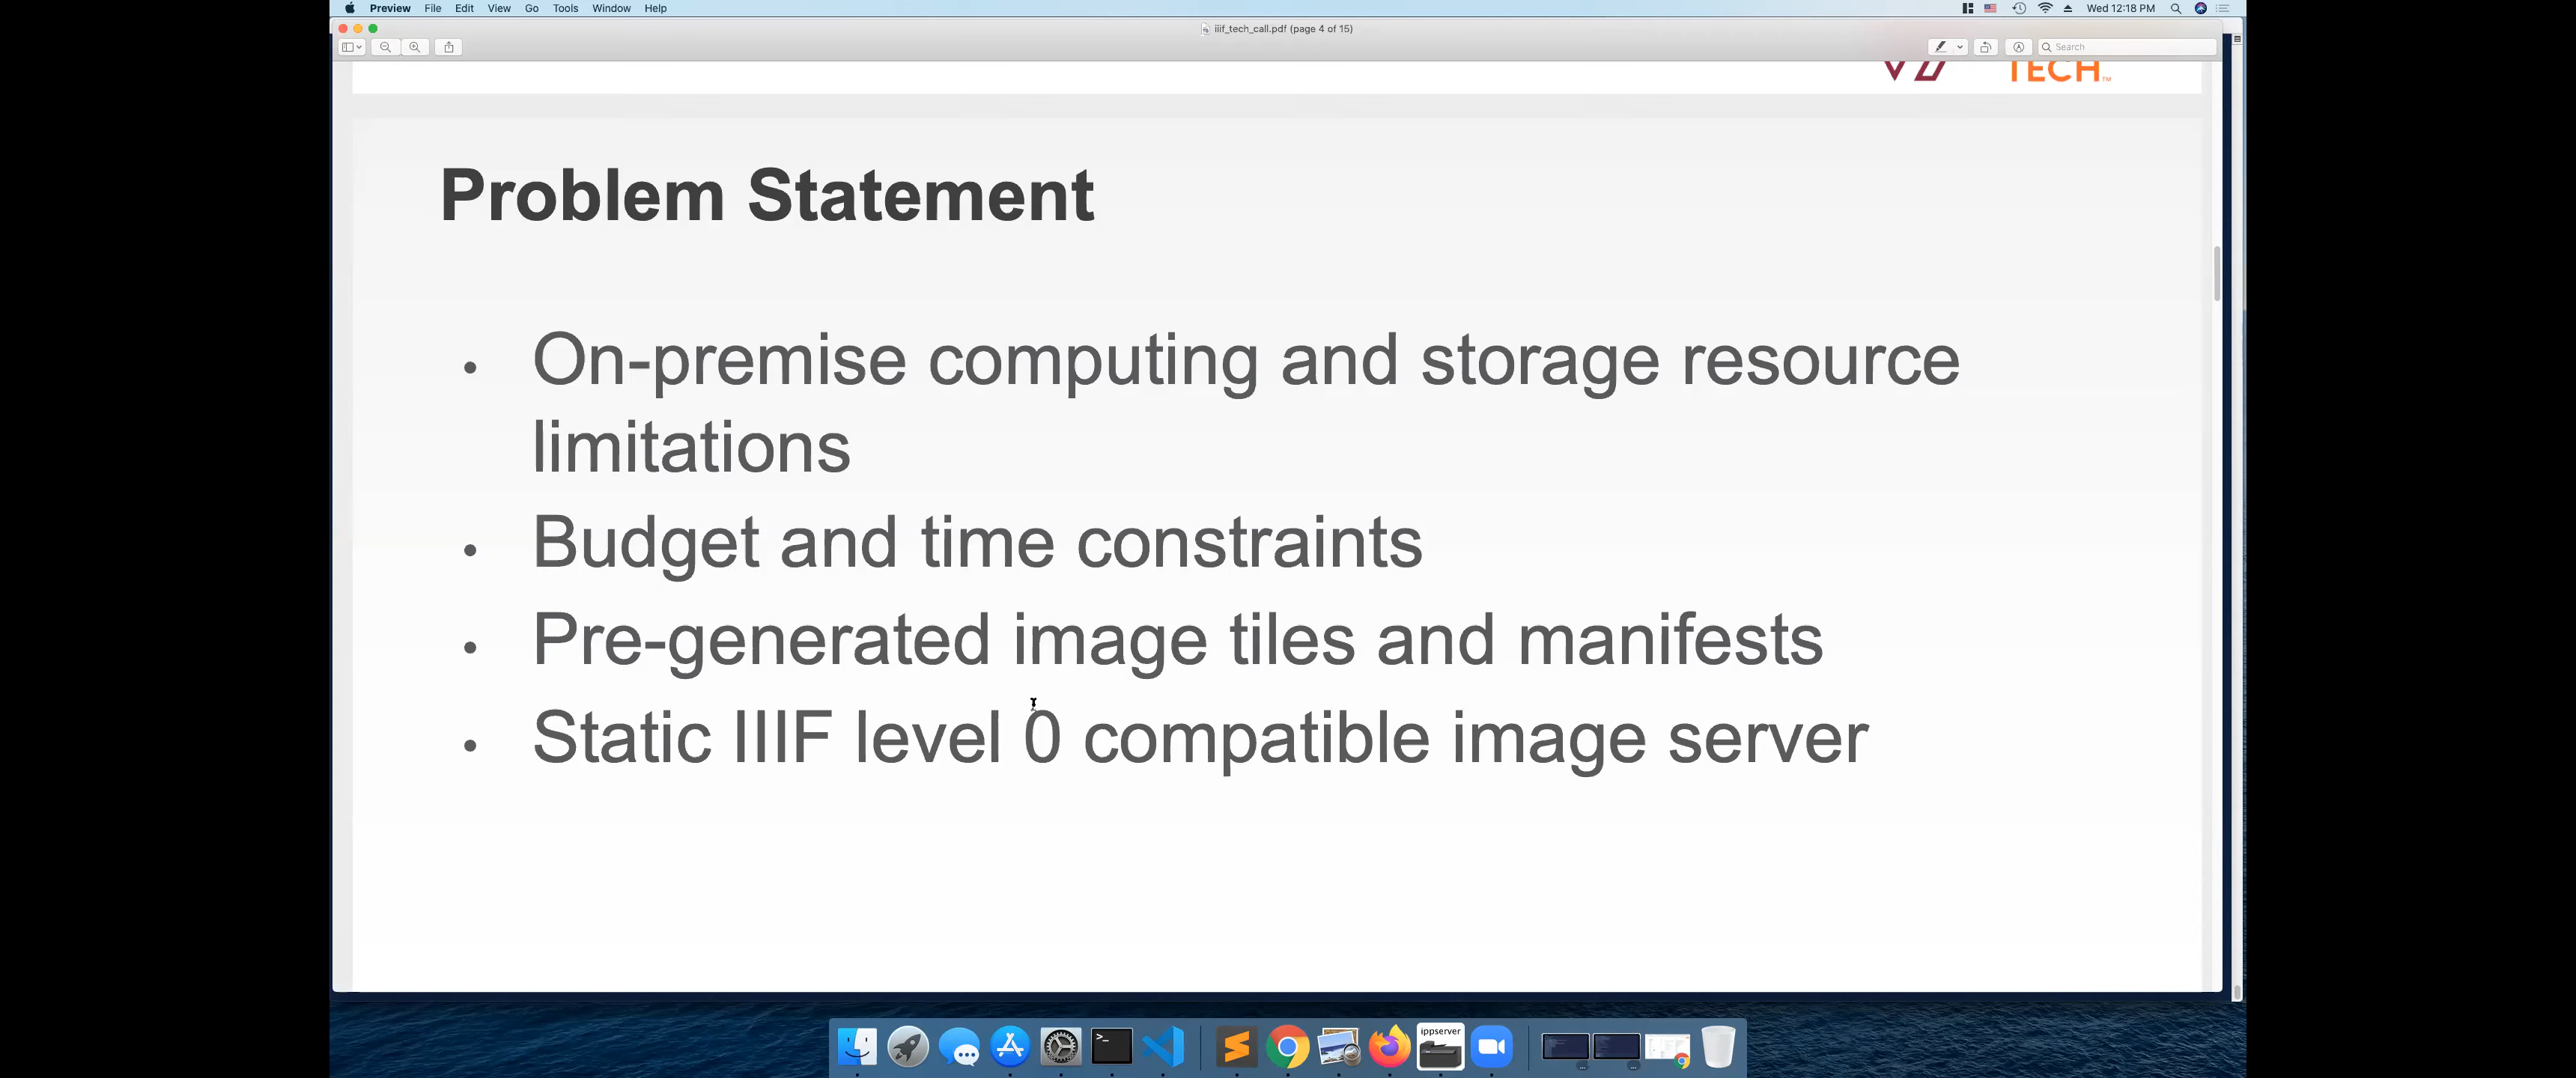 Preview File Edit View Go Tools Window Help Wed 12:18 PM
iiif_tech_call.pdf (page 4 of 15)
Search
TECH™
Problem Statement
• On-premise computing and storage resource
limitations
• Budget and time constraints
• Pre-generated image tiles and manifests
• Static IIIF level 0 compatible image server
ippserver